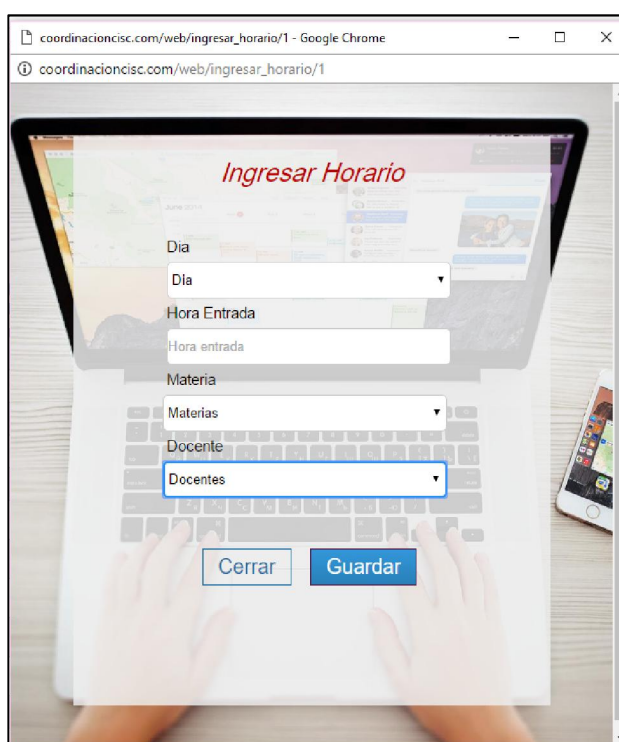 coordinacioncisc.com/web/ingresar_horario/1 - Google Chrome
coordinacioncisc.com/web/ingresar_horario/1
Ingresar Horario
Dia
Dia
Hora Entrada
Hora entrada
Materia
Materias
Docente
Docentes
Cerrar Guardar